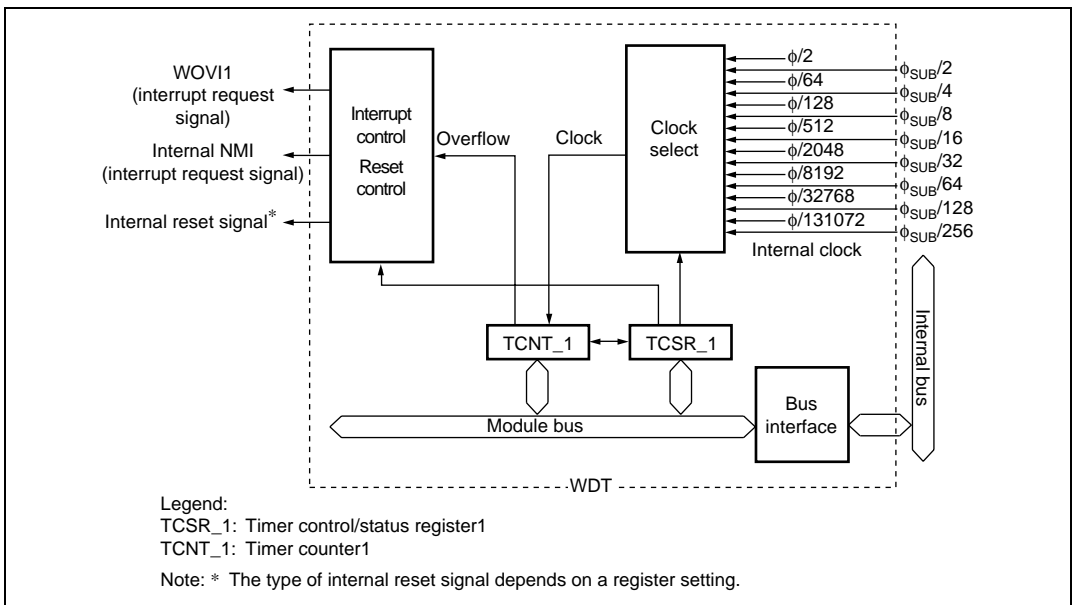 WOVI1
(interrupt request
signal)
Internal NMI
(interrupt request signal)
Internal reset signal*
Interrupt
control
Reset
control
Overflow
Clock
Clock
select
ϕ/2
ϕ/64
ϕ/128
ϕ/512
ϕ/2048
ϕ/8192
ϕ/32768
ϕ/131072
Internal clock
ϕSUB/2
ϕSUB/4
ϕSUB/8
ϕSUB/16
ϕSUB/32
ϕSUB/64
ϕSUB/128
ϕSUB/256
TCNT_1
TCSR_1
Module bus
Bus
interface
Internal bus
WDT
Legend:
TCSR_1: Timer control/status register1
TCNT_1: Timer counter1
Note: * The type of internal reset signal depends on a register setting.